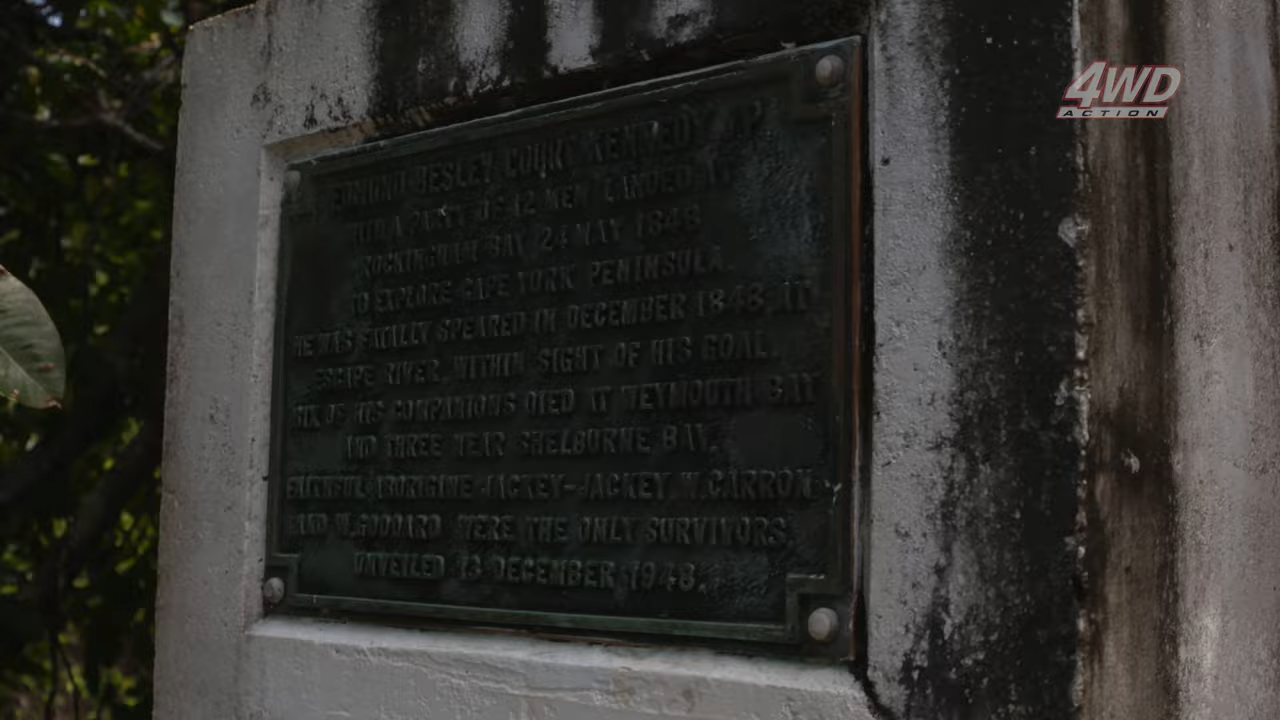 EDMUND BESLEY COURT KENNEDY J.P.
WITH A PARTY OF 12 MEN LANDED AT
ROCKINGHAM BAY 24 MAY 1848
TO EXPLORE CAPE YORK PENINSULA.
HE WAS FATALLY SPEARED IN DECEMBER 1848 AT
ESCAPE RIVER, WITHIN SIGHT OF HIS GOAL.
SIX OF HIS COMPANIONS DIED AT WEYMOUTH BAY
AND THREE NEAR SHELBURNE BAY.
FAITHFUL ABORIGINE JACKEY-JACKEY W.CARRON
AND W.GODDARD WERE THE ONLY SURVIVORS.
UNVEILED 13 DECEMBER 1948.
4WD
ACTION